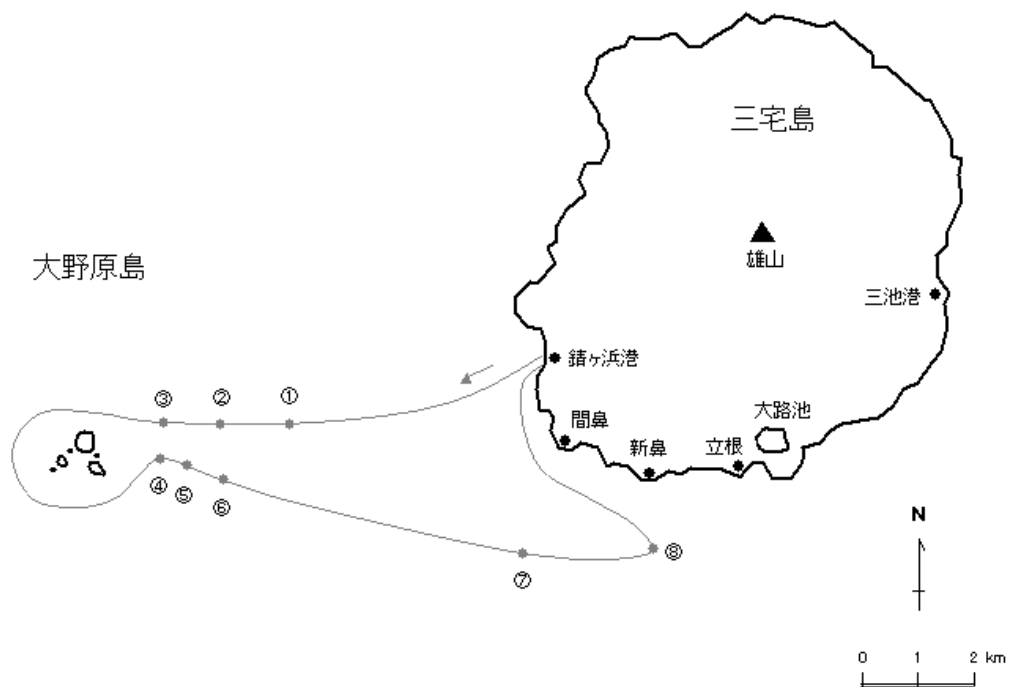 三宅島
雄山
大野原島
三池港
錆ヶ浜港
③ ② ①
間鼻
大路池
新鼻
立根
④ ⑤ ⑥
⑦ ⑧
N
0 1 2 km